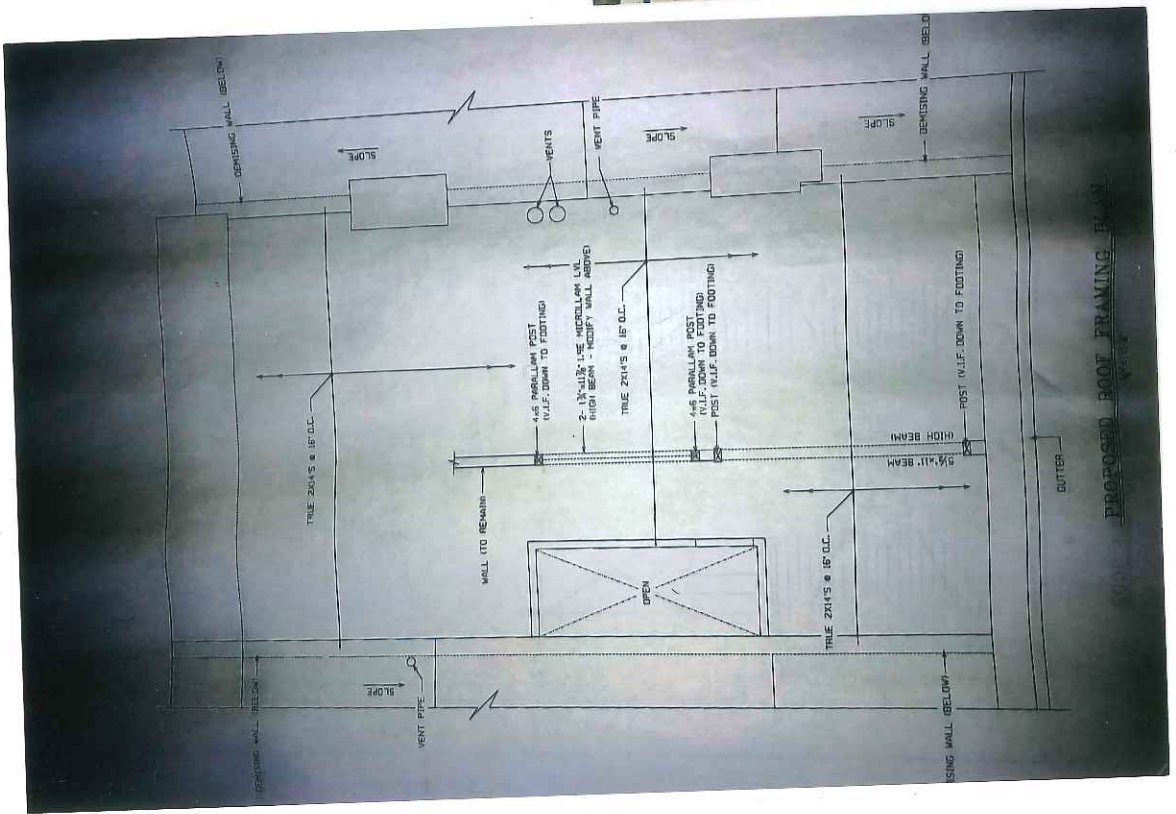 DEMISING WALL (BELOW)
DEMISING WALL (BELOW)
TRUE 2X14'S @ 16" O.C.
SLOPE
SLOPE
VENT PIPE
WALL (TO REMAIN)
4x6 PARALLAM POST
(V.I.F. DOWN TO FOOTING)
VENTS
2- 1¾"x11⅞" 1.9E MICROLLAM LVL
(HIGH BEAM - MODIFY WALL ABOVE)
VENT PIPE
TRUE 2X14'S @ 16" O.C.
OPEN
SLOPE
4x6 PARALLAM POST
(V.I.F. DOWN TO FOOTING)
POST (V.I.F. DOWN TO FOOTING)
TRUE 2X14'S @ 16" O.C.
5⅛"x11" BEAM
(HIGH BEAM)
SLOPE
DEMISING WALL (BELO
ISING WALL (BELOW)
POST (V.I.F. DOWN TO FOOTING)
GUTTER
PROPOSED ROOF FRAMING PLAN